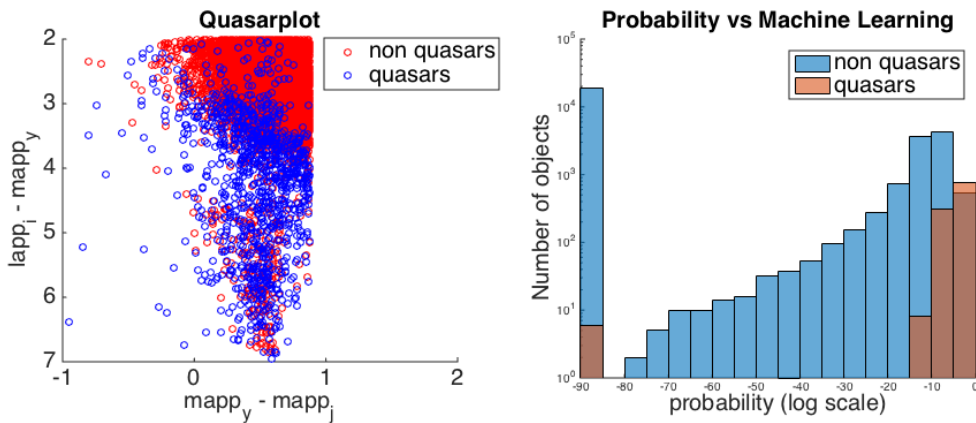 Quasarplot
non quasars
quasars
2
3
4
5
6
7
-1
0
1
2
Iapp_i - mapp_y
mapp_y - mapp_j
Probability vs Machine Learning
non quasars
quasars
10^5
10^4
10^3
10^2
10^1
10^0
-90
-80
-70
-60
-50
-40
-30
-20
-10
0
Number of objects
probability (log scale)